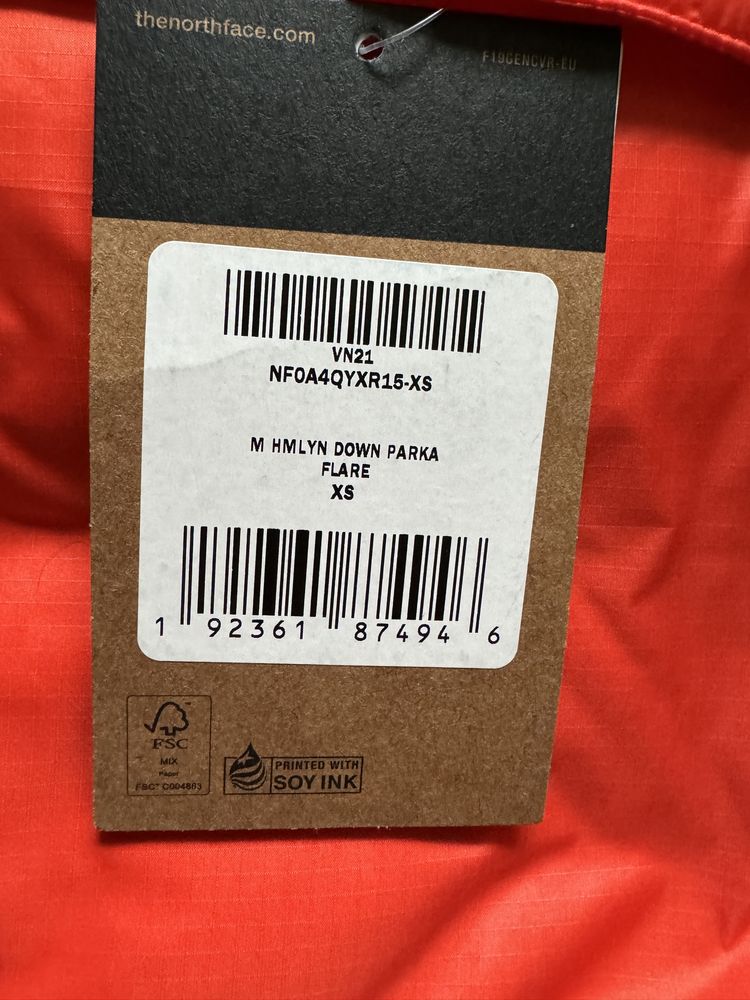 thenorthface.com
F19GENCVR-EU
VN21
NF0A4QYXR15-XS
M HMLYN DOWN PARKA
FLARE
XS
1 92361 87494 6
FSC
MIX
Paper
FSC® C004863
PRINTED WITH
SOY INK